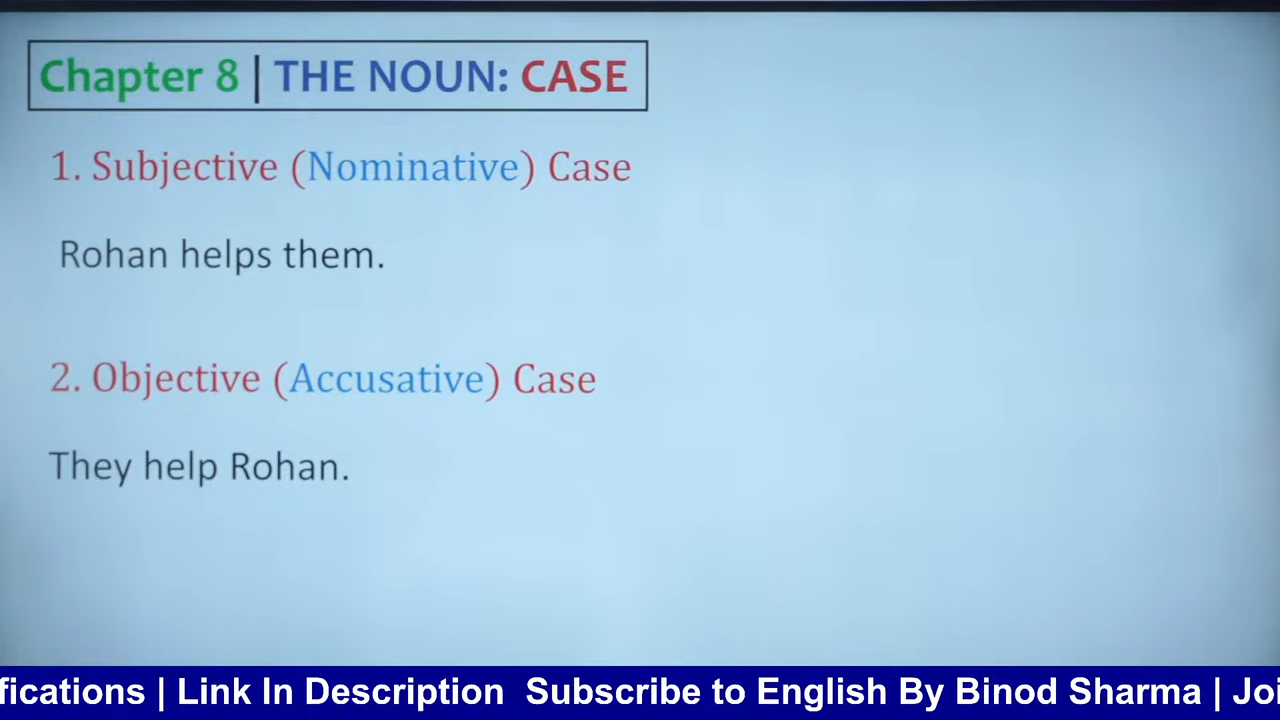 Chapter 8 | THE NOUN: CASE
1. Subjective (Nominative) Case
Rohan helps them.
2. Objective (Accusative) Case
They help Rohan.
fications | Link In Description Subscribe to English By Binod Sharma | Joi